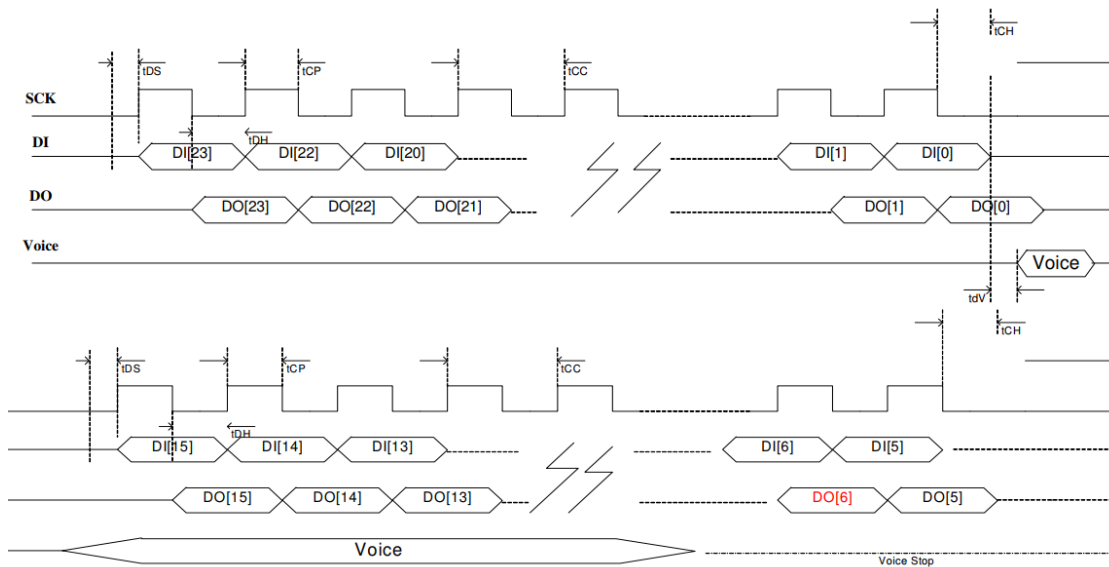 tCH
tDS tCP tCC
SCK
tDH
DI DI[23] DI[22] DI[20] DI[1] DI[0]
DO DO[23] DO[22] DO[21] DO[1] DO[0]
Voice Voice
tdV
tCH
tDS tCP tCC
tDH
DI[15] DI[14] DI[13] DI[6] DI[5]
DO[15] DO[14] DO[13] DO[6] DO[5]
Voice
Voice Stop